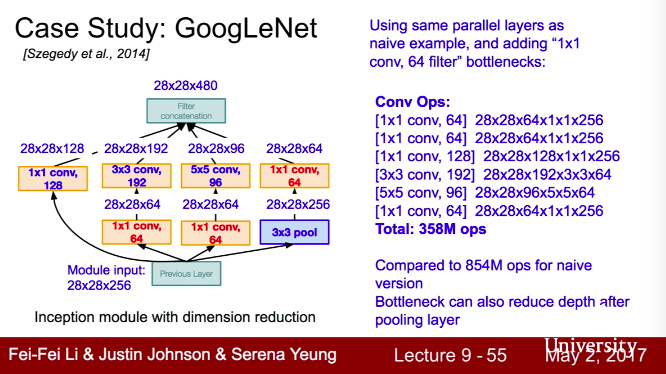 Case Study: GoogLeNet
[Szegedy et al., 2014]
28x28x480
Filter
concatenation
28x28x128
28x28x192
28x28x96
28x28x64
1x1 conv,
128
3x3 conv,
192
5x5 conv,
96
1x1 conv,
64
28x28x64
28x28x64
28x28x256
1x1 conv,
64
1x1 conv,
64
3x3 pool
Module input:
28x28x256
Previous Layer
Inception module with dimension reduction
Using same parallel layers as
naive example, and adding “1x1
conv, 64 filter” bottlenecks:
Conv Ops:
[1x1 conv, 64] 28x28x64x1x1x256
[1x1 conv, 64] 28x28x64x1x1x256
[1x1 conv, 128] 28x28x128x1x1x256
[3x3 conv, 192] 28x28x192x3x3x64
[5x5 conv, 96] 28x28x96x5x5x64
[1x1 conv, 64] 28x28x64x1x1x256
Total: 358M ops
Compared to 854M ops for naive
version
Bottleneck can also reduce depth after
pooling layer
Fei-Fei Li & Justin Johnson & Serena Yeung
Lecture 9 - 55
May 2, 2017
University